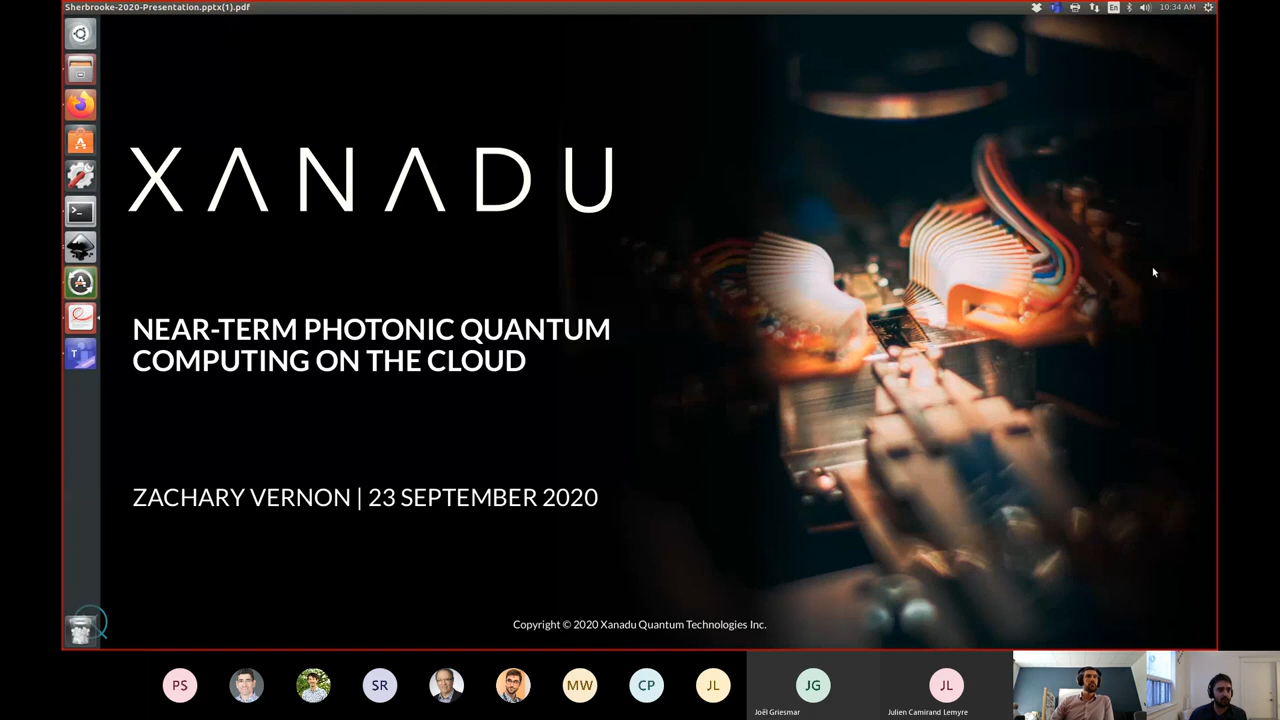 Sherbrooke-2020-Presentation.pptx(1).pdf
En
10:34 AM
XANADU
NEAR-TERM PHOTONIC QUANTUM
COMPUTING ON THE CLOUD
ZACHARY VERNON | 23 SEPTEMBER 2020
Copyright © 2020 Xanadu Quantum Technologies Inc.
PS
SR
MW
CP
JL
JG
JL
Joël Griesmar
Julien Camirand Lemyre